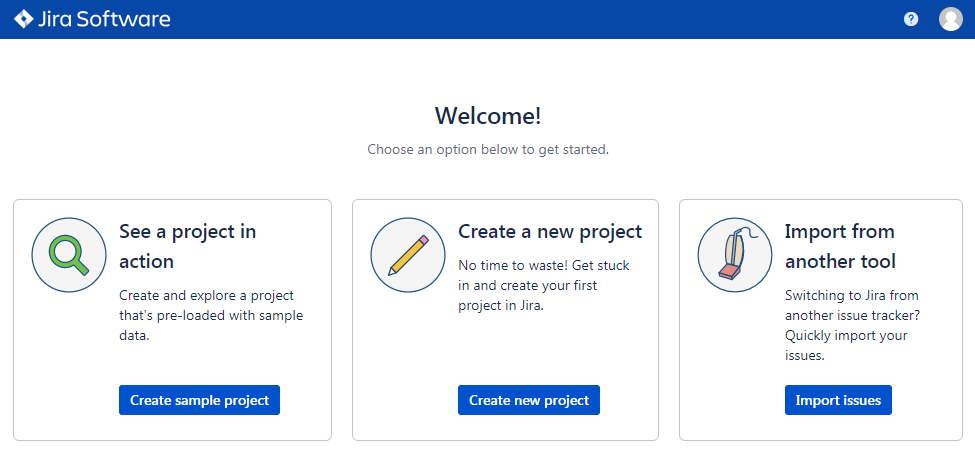 Jira Software
?
Welcome!
Choose an option below to get started.
See a project in
action
Create and explore a project
that's pre-loaded with sample
data.
Create sample project
Create a new project
No time to waste! Get stuck
in and create your first
project in Jira.
Create new project
Import from
another tool
Switching to Jira from
another issue tracker?
Quickly import your
issues.
Import issues